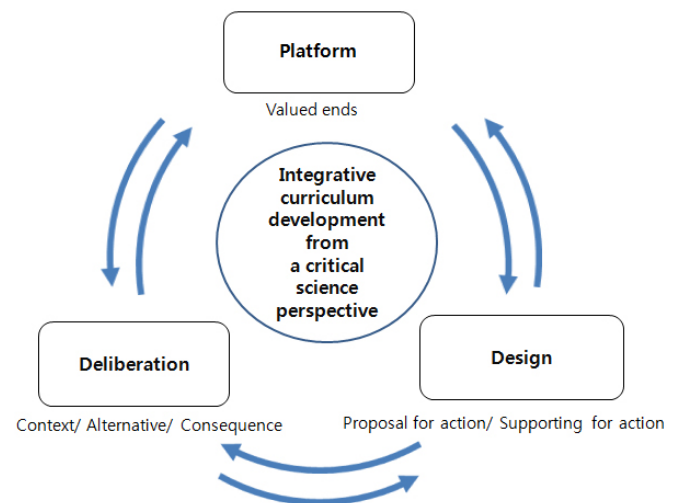 Platform
Valued ends
Integrative
curriculum
development
from
a critical
science
perspective
Deliberation
Context/ Alternative/ Consequence
Design
Proposal for action/ Supporting for action